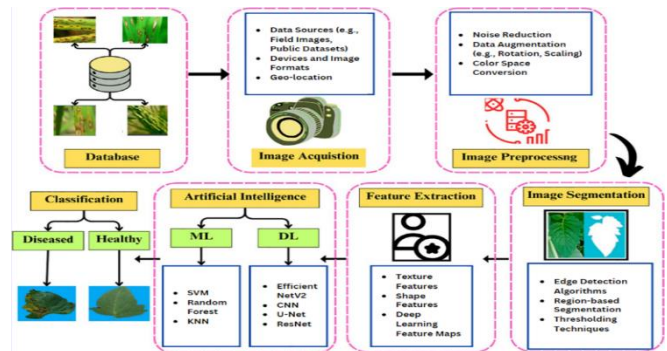 Database
• Data Sources (e.g.,
Field Images,
Public Datasets)
• Devices and Image
Formats
• Geo-location
Image Acquistion
• Noise Reduction
• Data Augmentation
(e.g., Rotation, Scaling)
• Color Space
Conversion
Image Preprocessng
Image Segmentation
• Edge Detection
Algorithms
• Region-based
Segmentation
• Thresholding
Techniques
Feature Extraction
• Texture
Features
• Shape
Features
• Deep
Learning
Feature Maps
Artificial Intelligence
ML
DL
• SVM
• Random
Forest
• KNN
• Efficient
NetV2
• CNN
• U-Net
• ResNet
Classification
Diseased
Healthy